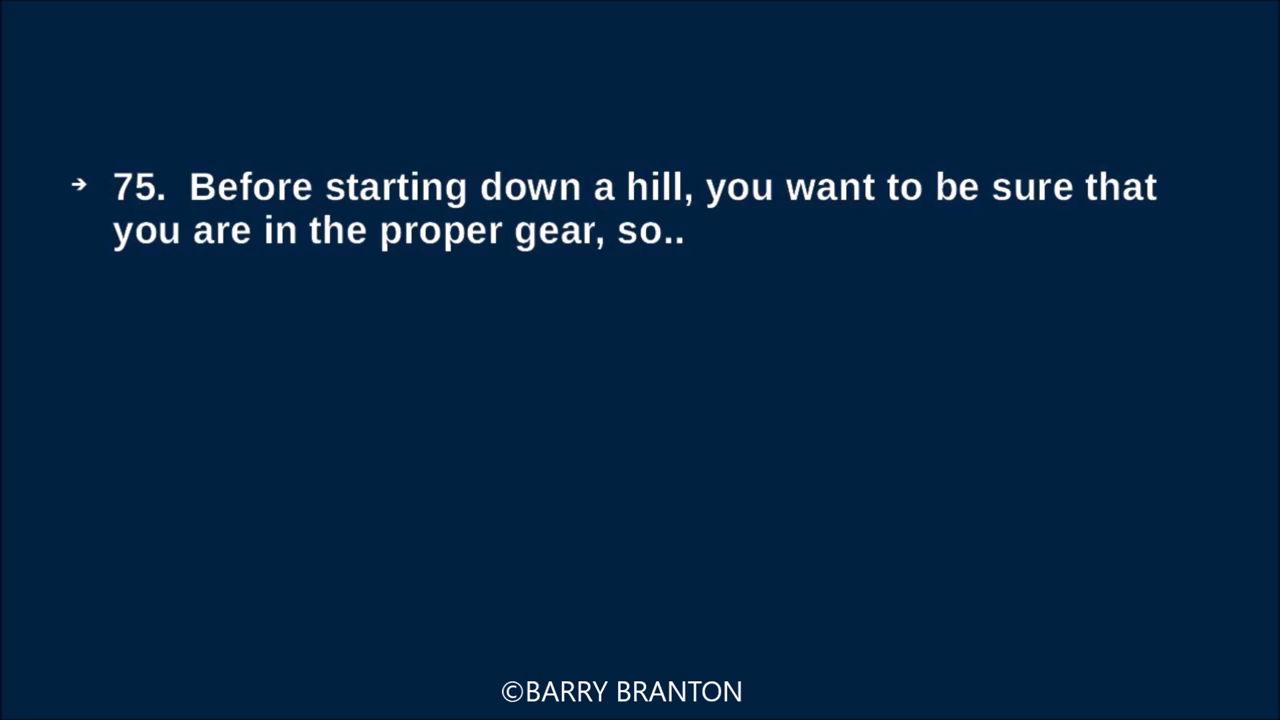 ➔ 75.  Before starting down a hill, you want to be sure that
you are in the proper gear, so..
©BARRY BRANTON